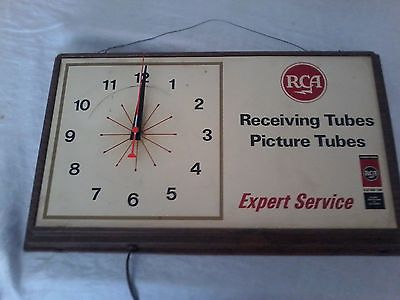 12
1
2
3
4
5
6
7
8
9
10
11
RCA
Receiving Tubes
Picture Tubes
RCA
Expert Service